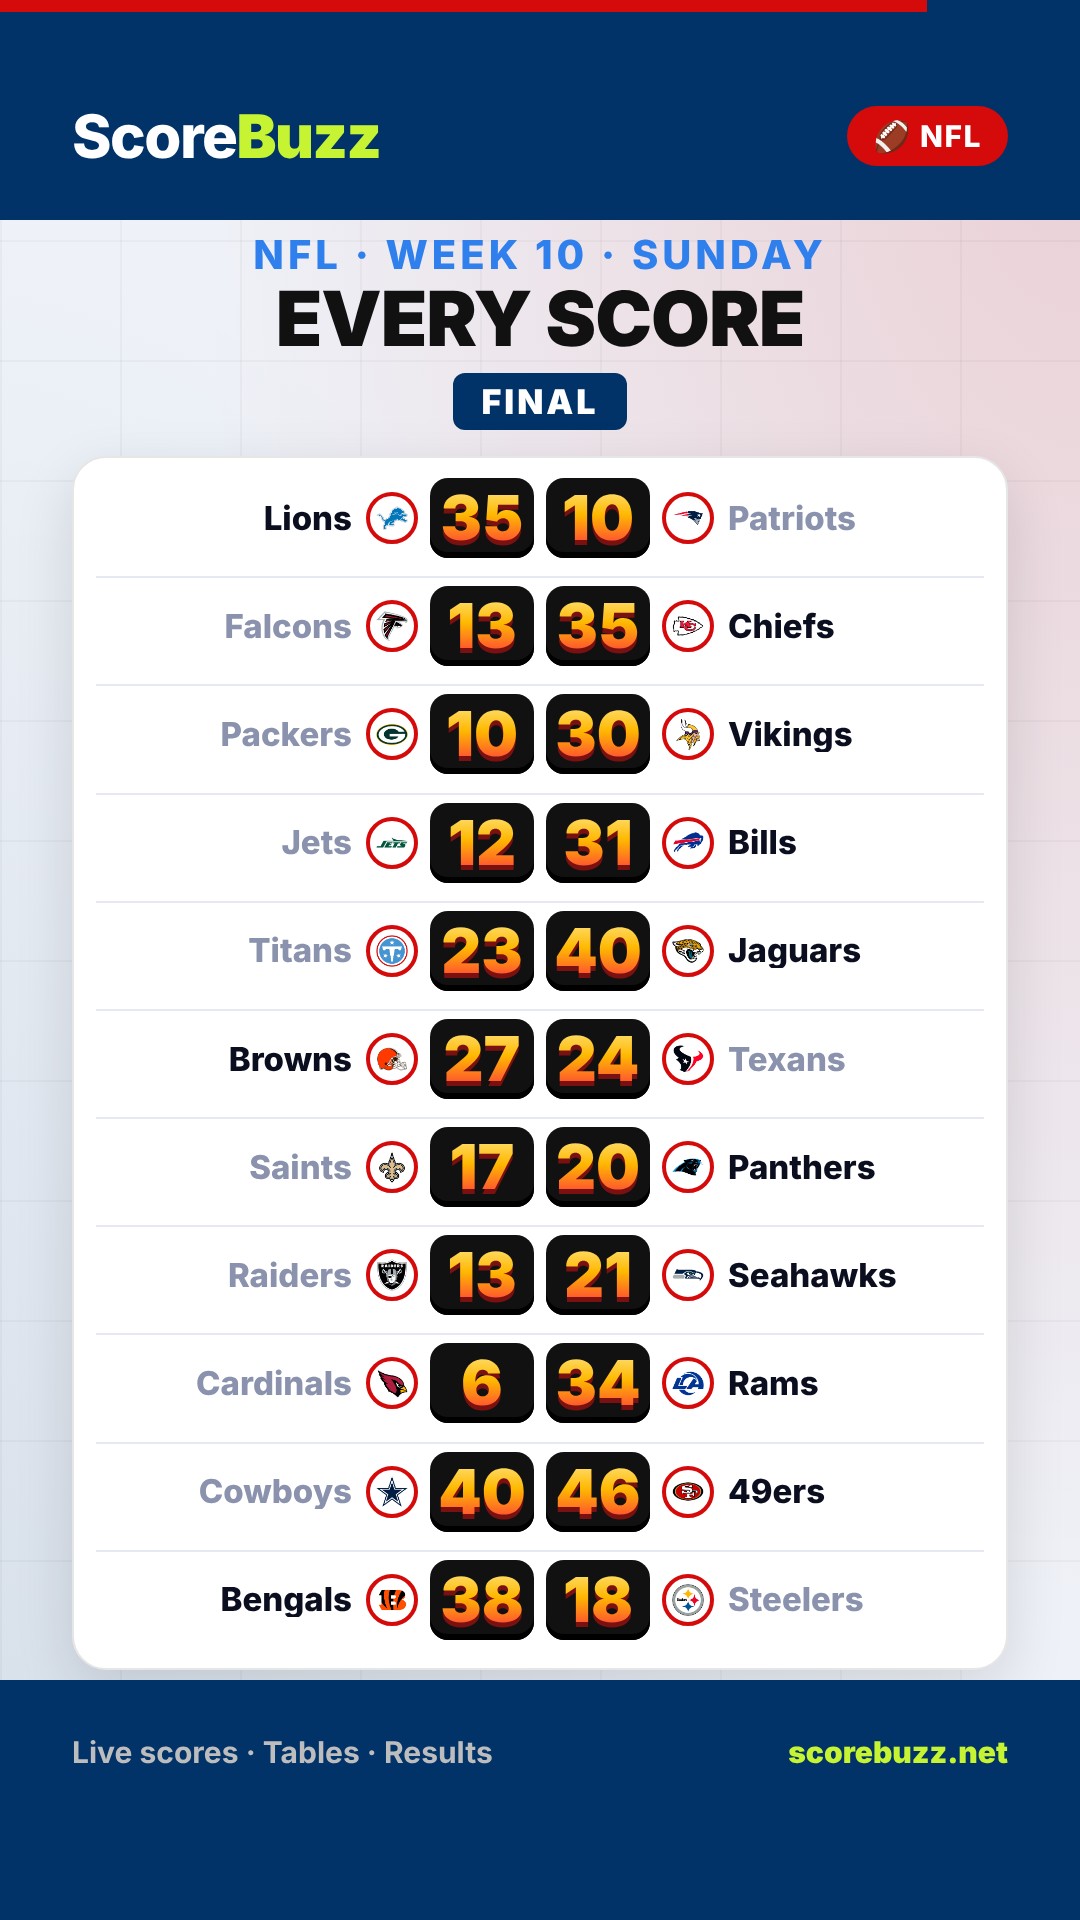 ScoreBuzz
NFL
NFL · WEEK 10 · SUNDAY
EVERY SCORE
FINAL
Lions 35 10 Patriots
Falcons 13 35 Chiefs
Packers 10 30 Vikings
Jets JETS 12 31 Bills
Titans 23 40 Jaguars
Browns 27 24 Texans
Saints 17 20 Panthers
Raiders RAIDERS 13 21 Seahawks
Cardinals 6 34 Rams
Cowboys 40 46 49ers
Bengals 38 18 Steelers
Live scores · Tables · Results
scorebuzz.net